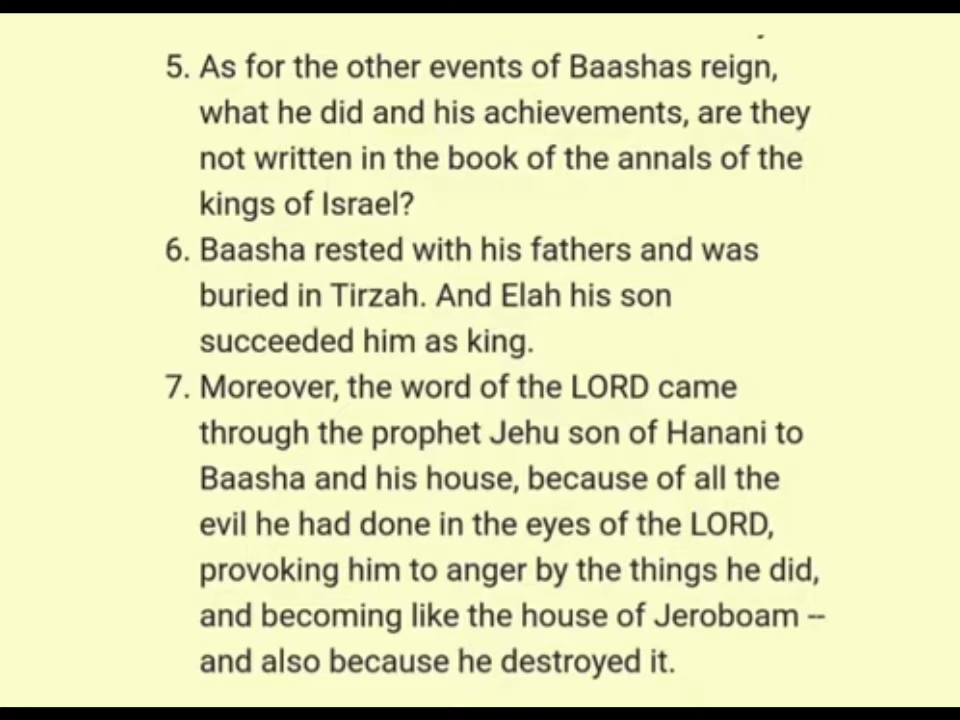 5. As for the other events of Baashas reign,
what he did and his achievements, are they
not written in the book of the annals of the
kings of Israel?
6. Baasha rested with his fathers and was
buried in Tirzah. And Elah his son
succeeded him as king.
7. Moreover, the word of the LORD came
through the prophet Jehu son of Hanani to
Baasha and his house, because of all the
evil he had done in the eyes of the LORD,
provoking him to anger by the things he did,
and becoming like the house of Jeroboam --
and also because he destroyed it.